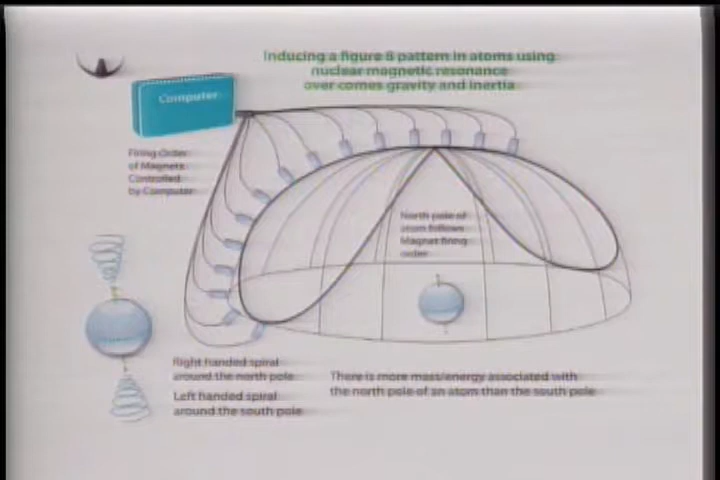 Inducing a figure 8 pattern in atoms using
nuclear magnetic resonance
over comes gravity and inertia
Computer
Firing Order
of Magnets
Controlled
by Computer
North pole of
atom follows
Magnet firing
order
Right handed spiral
around the north pole
Left handed spiral
around the south pole
There is more mass/energy associated with
the north pole of an atom than the south pole